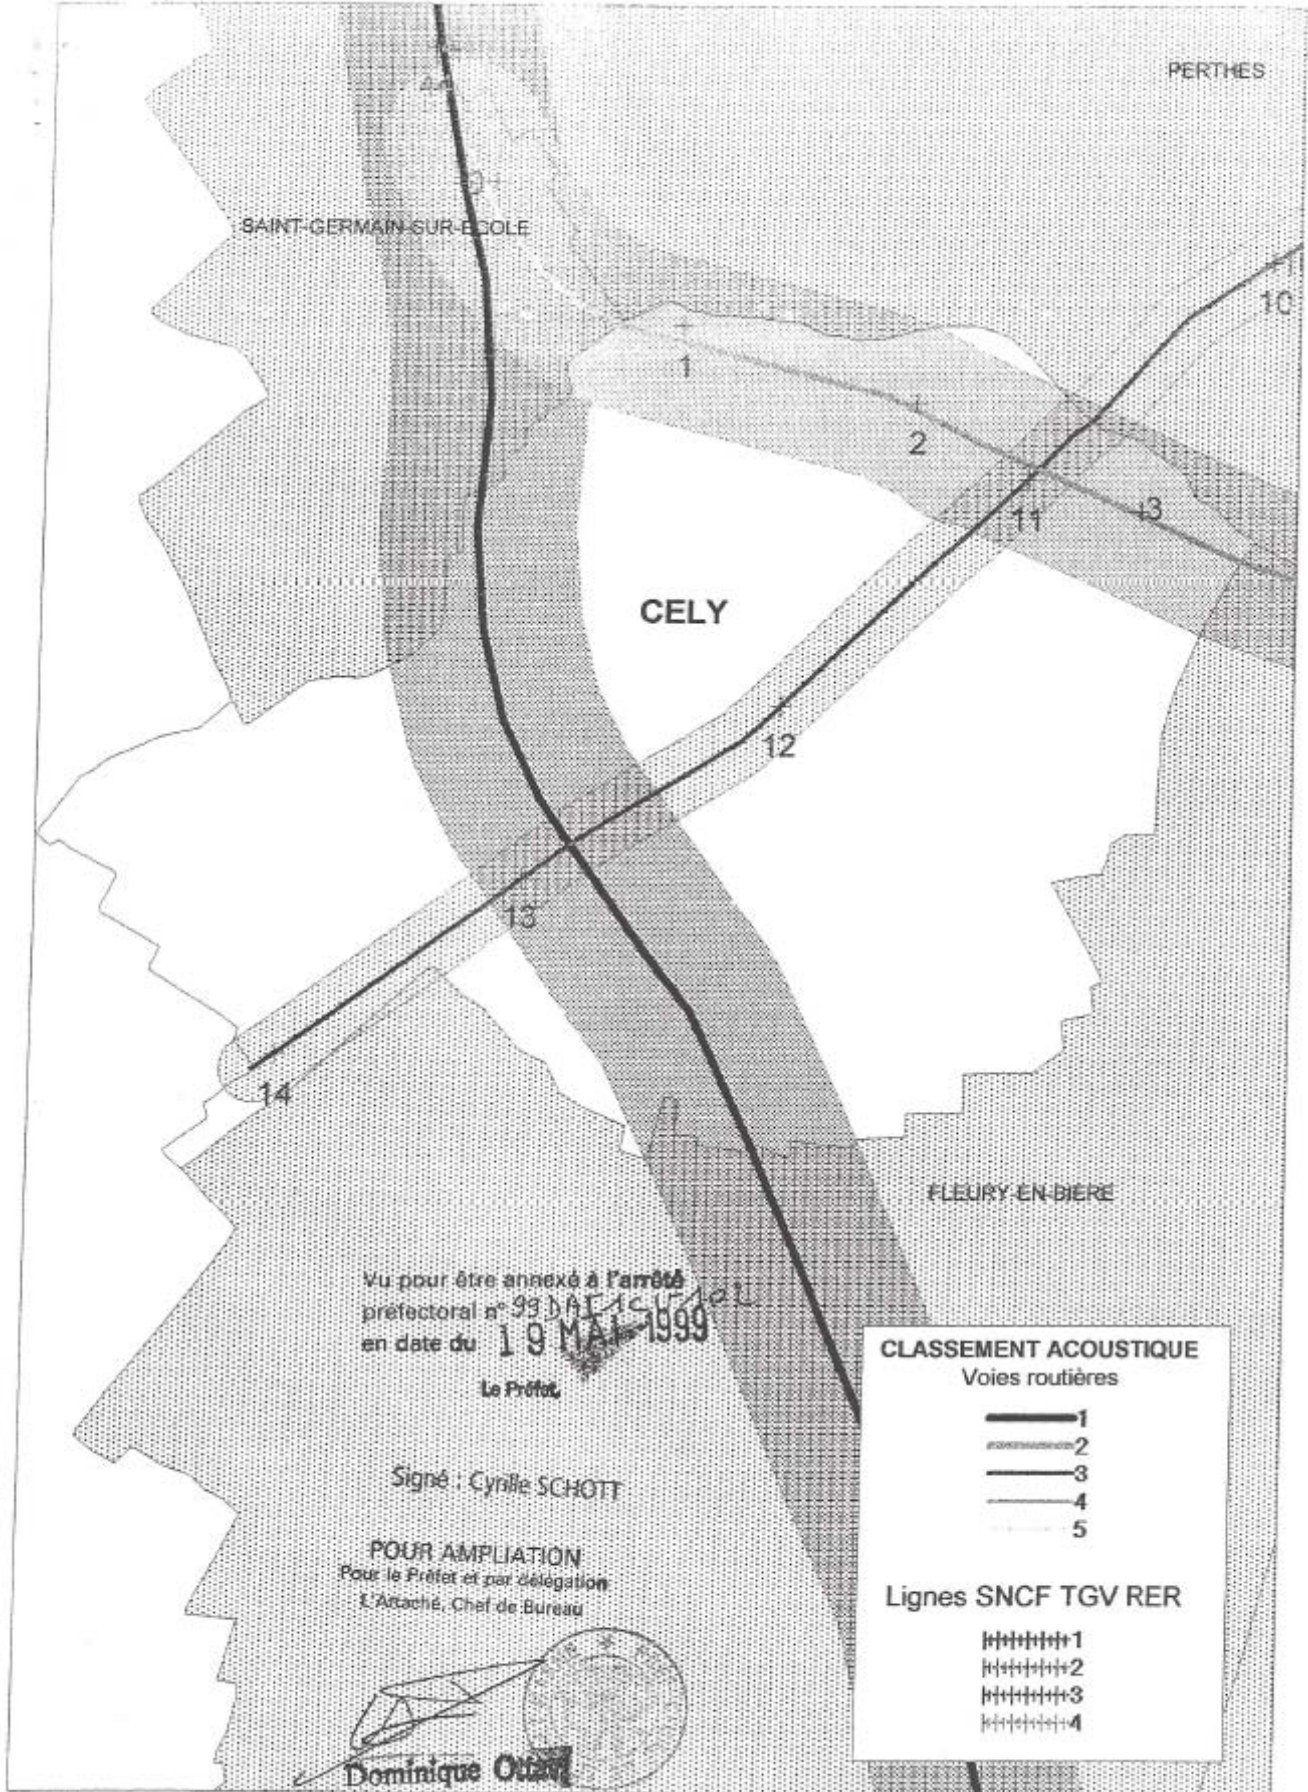 PERTHES
SAINT-GERMAIN-SUR-ECOLE
10
1
2
3
11
CELY
12
13
14
FLEURY-EN-BIERE
Vu pour être annexé à l'arrêté
préfectoral n° 99 DAE 1
en date du 19 MAI 1999
Le Préfet,
Signé : Cyrille SCHOTT
POUR AMPLIATION
Pour le Préfet et par délégation
L'Attaché, Chef de Bureau
Dominique
CLASSEMENT ACOUSTIQUE
Voies routières
1
2
3
4
5
Lignes SNCF TGV RER
1
2
3
4